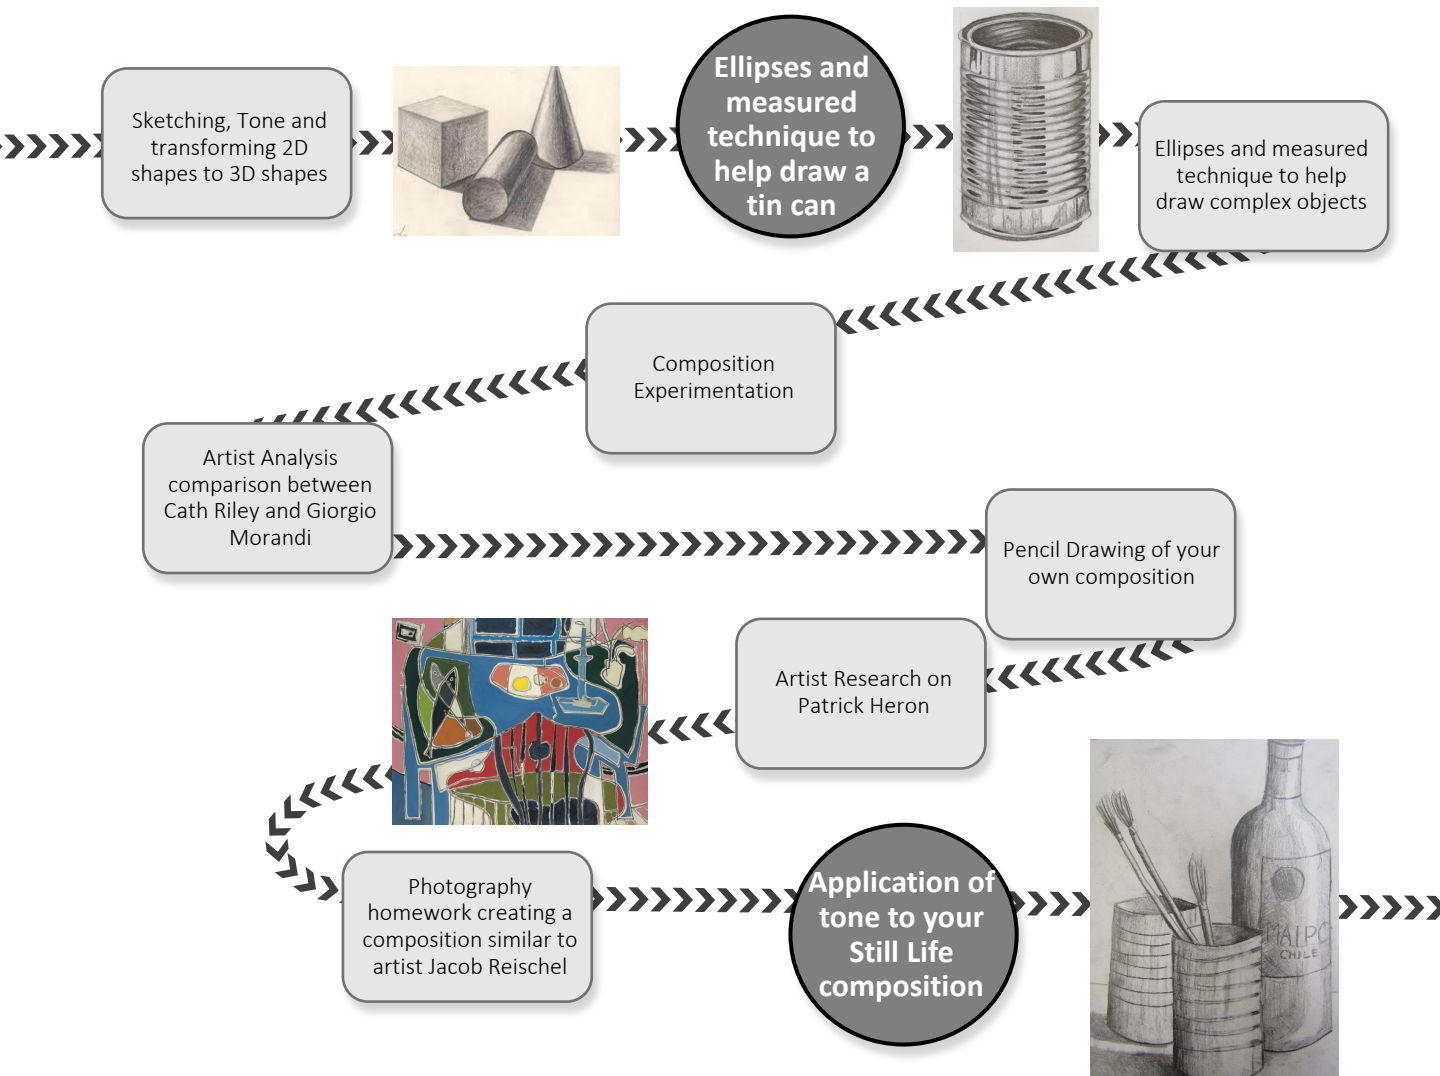 Sketching, Tone and
transforming 2D
shapes to 3D shapes
Ellipses and
measured
technique to
help draw a
tin can
Ellipses and measured
technique to help
draw complex objects
Composition
Experimentation
Artist Analysis
comparison between
Cath Riley and Giorgio
Morandi
Pencil Drawing of your
own composition
Artist Research on
Patrick Heron
Photography
homework creating a
composition similar to
artist Jacob Reischel
Application of
tone to your
Still Life
composition
MAIPO
CHILE